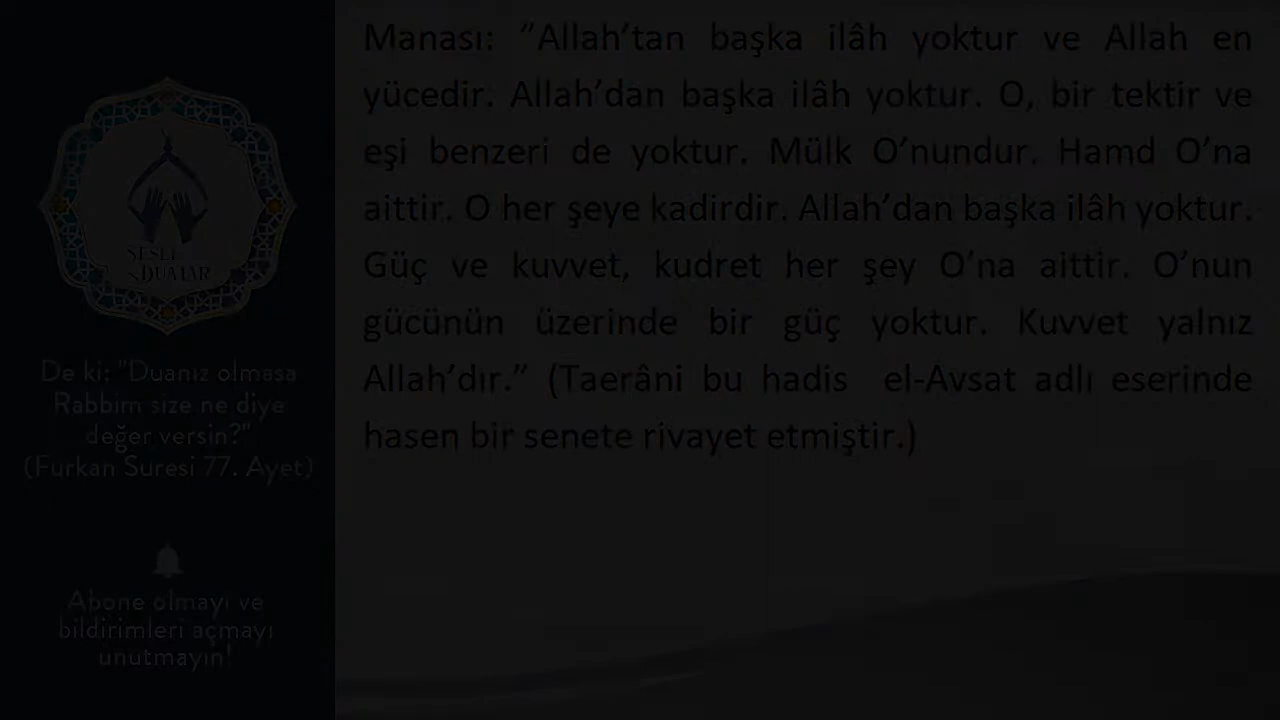 SESLİ
DUALAR
De ki: "Duanız olmasa
Rabbim size ne diye
değer versin?"
(Furkan Suresi 77. Ayet)
Abone olmayı ve
bildirimleri açmayı
unutmayın!
Manası: “Allah’tan başka ilâh yoktur ve Allah en
yücedir. Allah’dan başka ilâh yoktur. O, bir tektir ve
eşi benzeri de yoktur. Mülk O’nundur. Hamd O’na
aittir. O her şeye kadirdir. Allah’dan başka ilâh yoktur.
Güç ve kuvvet, kudret her şey O’na aittir. O’nun
gücünün üzerinde bir güç yoktur. Kuvvet yalnız
Allah’dır.” (Taerâni bu hadis el-Avsat adlı eserinde
hasen bir senete rivayet etmiştir.)